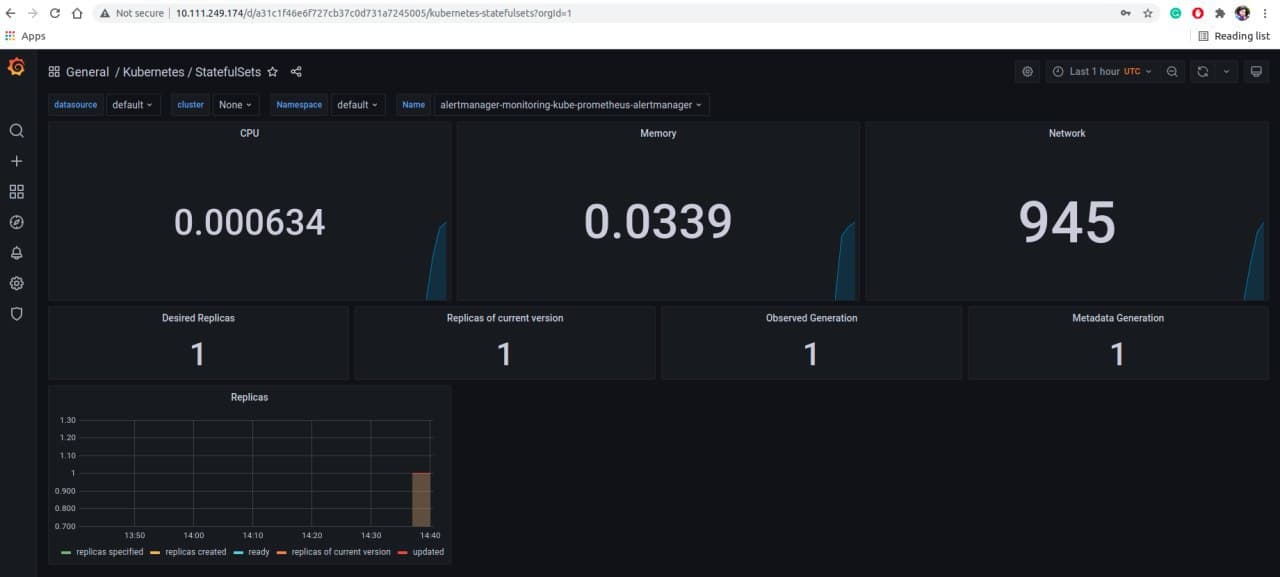 Not secure | 10.111.249.174/d/a31c1f46e6f727cb37c0d731a7245005/kubernetes-statefulsets?orgId=1
Apps
Reading list
General / Kubernetes / StatefulSets
Last 1 hour UTC
datasource default cluster None Namespace default Name alertmanager-monitoring-kube-prometheus-alertmanager
CPU
0.000634
Memory
0.0339
Network
945
Desired Replicas
1
Replicas of current version
1
Observed Generation
1
Metadata Generation
1
Replicas
1.30
1.20
1.10
1
0.900
0.800
0.700
13:50 14:00 14:10 14:20 14:30 14:40
replicas specified replicas created ready replicas of current version updated